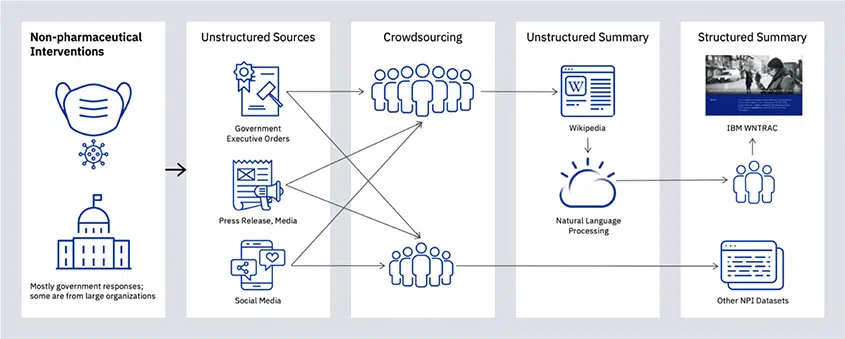 Non-pharmaceutical
Interventions
Mostly government responses;
some are from large organizations
Unstructured Sources
Government
Executive Orders
Press Release, Media
Social Media
Crowdsourcing
Unstructured Summary
W
Wikipedia
Natural Language
Processing
Structured Summary
IBM WNTRAC
Other NPI Datasets